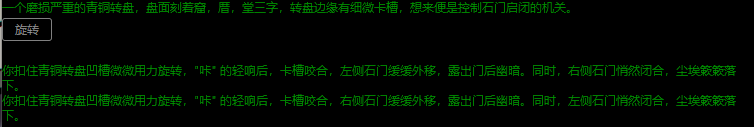 一个磨损严重的青铜转盘，盘面刻着窟，厝，堂三字，转盘边缘有细微卡槽，想来便是控制石门启闭的机关。
旋转
你扣住青铜转盘凹槽微微用力旋转，"咔" 的轻响后，卡槽咬合，左侧石门缓缓外移，露出门后幽暗。同时，右侧石门悄然闭合，尘埃簌簌落
下。
你扣住青铜转盘凹槽微微用力旋转，"咔" 的轻响后，卡槽咬合，右侧石门缓缓外移，露出门后幽暗。同时，左侧石门悄然闭合，尘埃簌簌落
下。